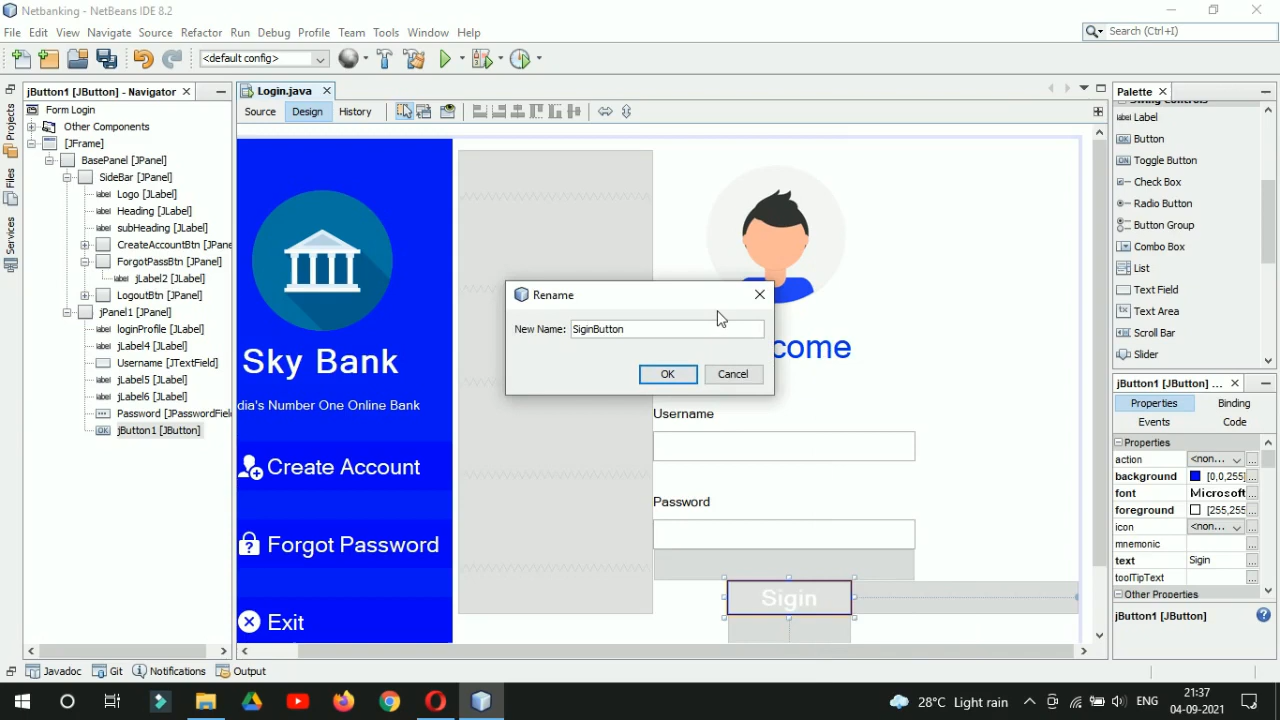 Netbanking - NetBeans IDE 8.2
File Edit View Navigate Source Refactor Run Debug Profile Team Tools Window Help
Search (Ctrl+I)
<default config>
jButton1 [JButton] - Navigator
Form Login
Other Components
[JFrame]
BasePanel [JPanel]
SideBar [JPanel]
Logo [JLabel]
Heading [JLabel]
subHeading [JLabel]
CreateAccountBtn [JPane
ForgotPassBtn [JPanel]
jLabel2 [JLabel]
LogoutBtn [JPanel]
jPanel1 [JPanel]
loginProfile [JLabel]
jLabel4 [JLabel]
Username [JTextField]
jLabel5 [JLabel]
jLabel6 [JLabel]
Password [JPasswordField
jButton1 [JButton]
Projects
Files
Services
Login.java
Source Design History
Sky Bank
dia's Number One Online Bank
Create Account
Forgot Password
Exit
come
Username
Password
Sigin
Rename
New Name: SiginButton
OK Cancel
Palette
Swing Controls
Label
Button
Toggle Button
Check Box
Radio Button
Button Group
Combo Box
List
Text Field
Text Area
Scroll Bar
Slider
jButton1 [JButton] ...
Properties Binding
Events Code
Properties
action <non... ...
background [0,0,255] ...
font Microsoft ...
foreground [255,255 ...
icon <non... ...
mnemonic ...
text Sigin ...
toolTipText ...
Other Properties
jButton1 [JButton]
Javadoc Git Notifications Output
28°C Light rain ENG 21:37
04-09-2021